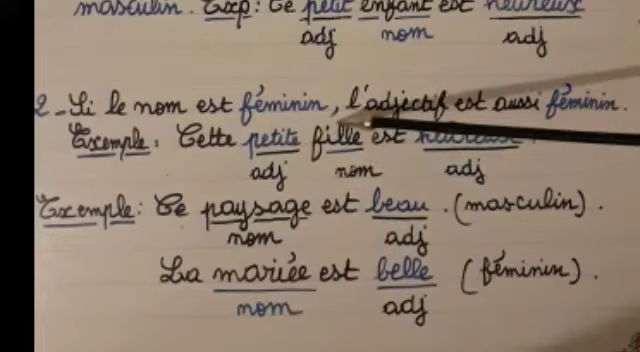 masculin. Exp: Ce petit enfant est heureux
adj nom adj
2-Si le nom est féminin, l'adjectif est aussi féminin.
Exemple: Cette petite fille est heureuse
adj nom adj
Exemple: Ce paysage est beau. (masculin).
nom adj
La mariée est belle (féminin).
nom adj